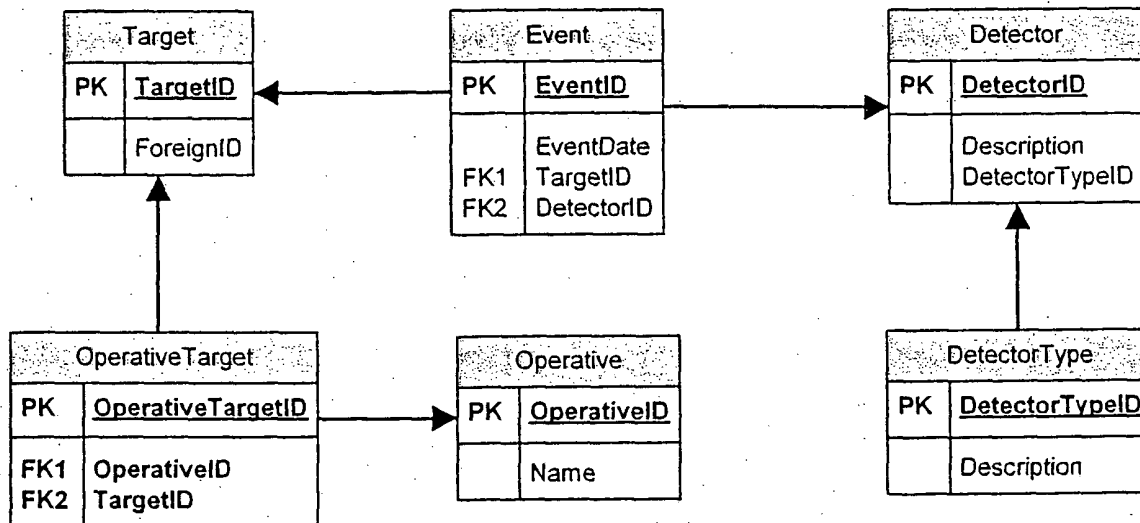 Target
PK TargetID
ForeignID
Event
PK EventID
EventDate
FK1 TargetID
FK2 DetectorID
Detector
PK DetectorID
Description
DetectorTypeID
OperativeTarget
PK OperativeTargetID
FK1 OperativeID
FK2 TargetID
Operative
PK OperativeID
Name
DetectorType
PK DetectorTypeID
Description